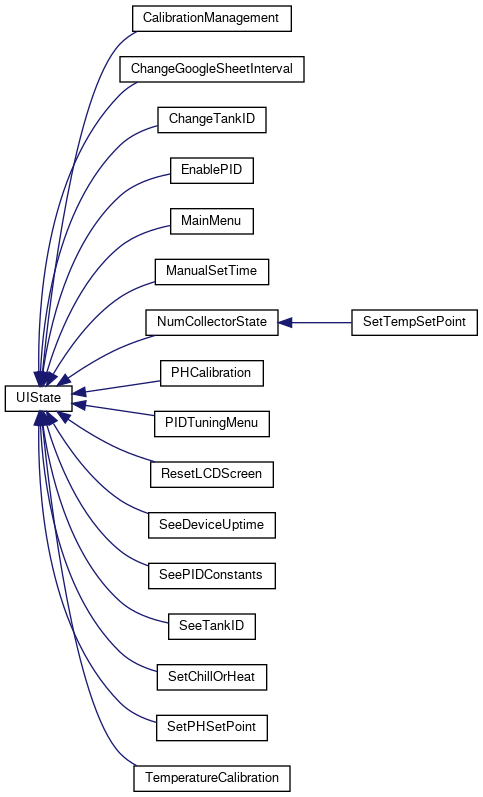 CalibrationManagement
ChangeGoogleSheetInterval
ChangeTankID
EnablePID
MainMenu
ManualSetTime
NumCollectorState
SetTempSetPoint
PHCalibration
UIState
PIDTuningMenu
ResetLCDScreen
SeeDeviceUptime
SeePIDConstants
SeeTankID
SetChillOrHeat
SetPHSetPoint
TemperatureCalibration